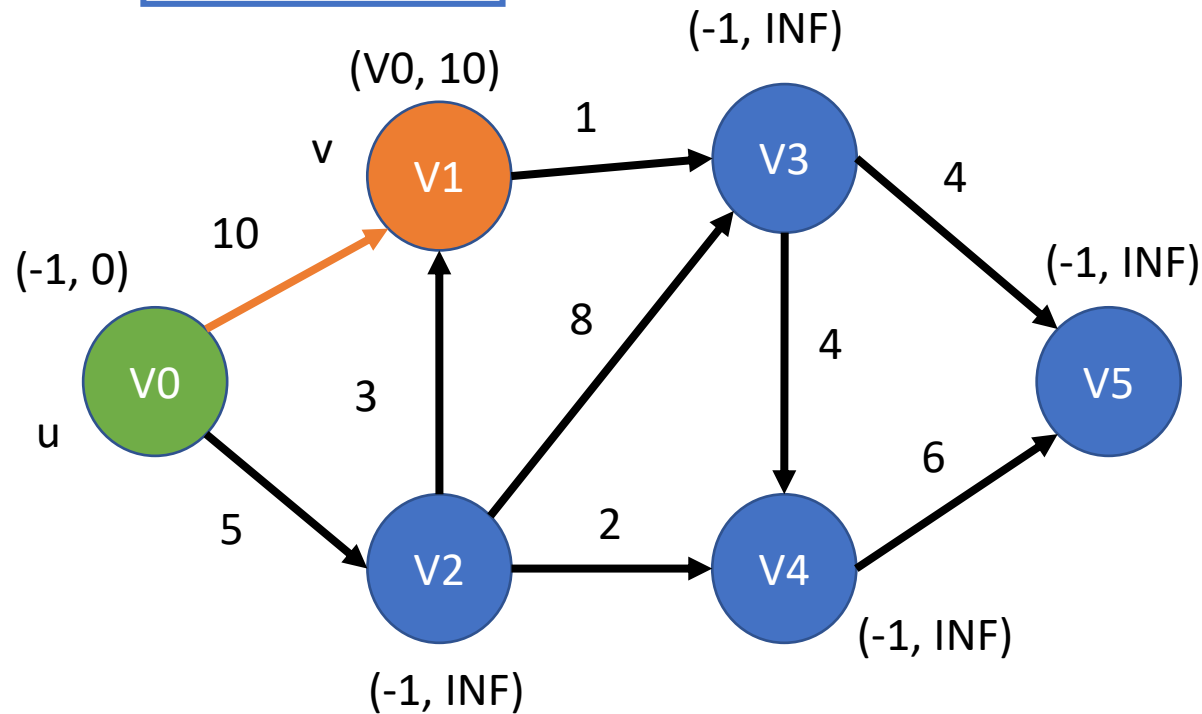 (-1, INF)
(V0, 10)
1
v
V1
V3
4
10
(-1, 0)
(-1, INF)
8
4
V0
3
V5
u
6
5
2
V2
V4
(-1, INF)
(-1, INF)